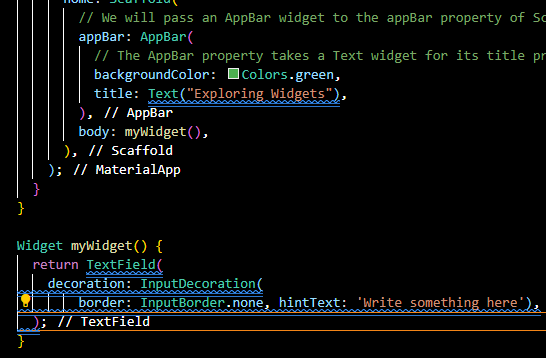 home: Scaffold(
// We will pass an AppBar widget to the appBar property of Sc
appBar: AppBar(
// The AppBar property takes a Text widget for its title pr
backgroundColor: Colors.green,
title: Text("Exploring Widgets"),
), // AppBar
body: myWidget(),
), // Scaffold
); // MaterialApp
}
}
Widget myWidget() {
return TextField(
decoration: InputDecoration(
border: InputBorder.none, hintText: 'Write something here'),
); // TextField
}